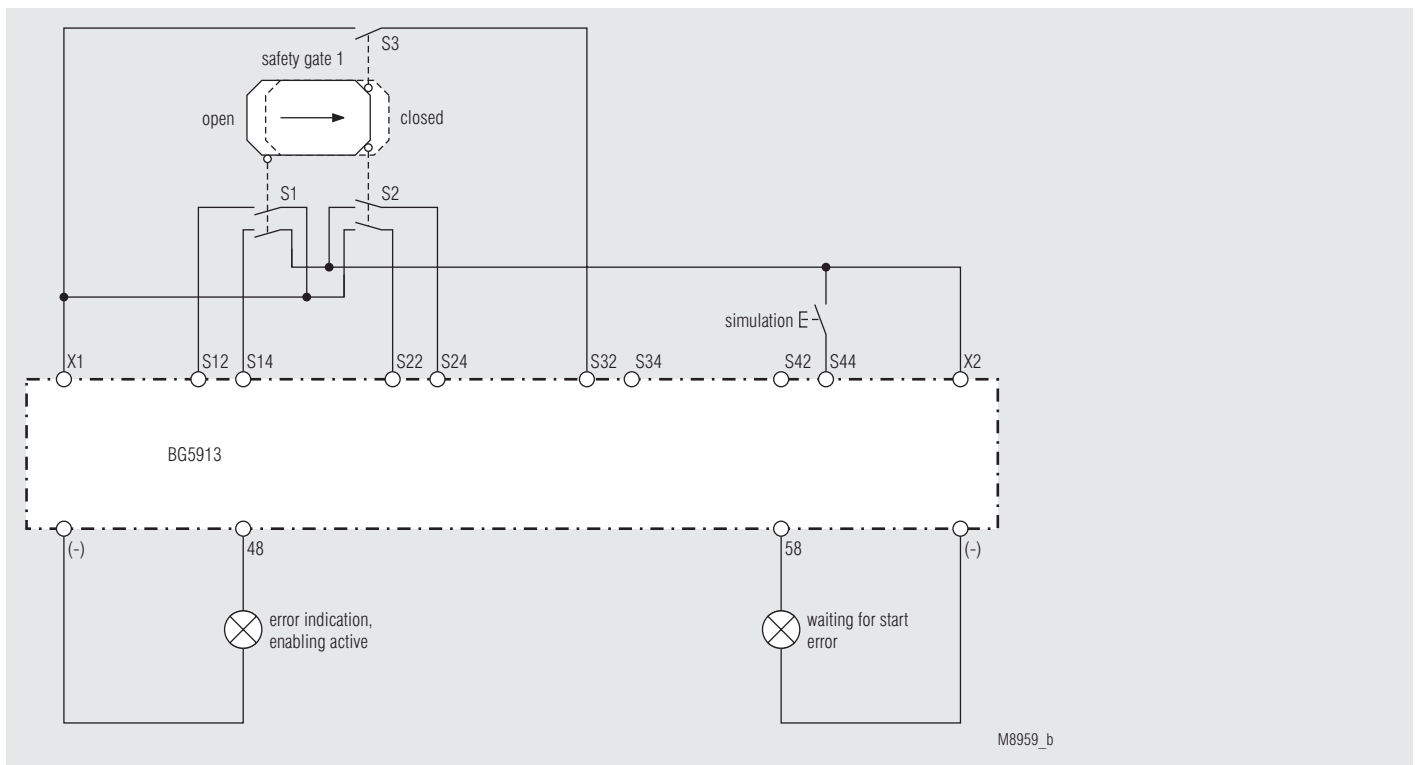 S3
safety gate 1
open
closed
S1
S2
simulation
X1
S12
S14
S22
S24
S32
S34
S42
S44
X2
BG5913
(-)
48
58
(-)
error indication,
enabling active
waiting for start
error
M8959_b